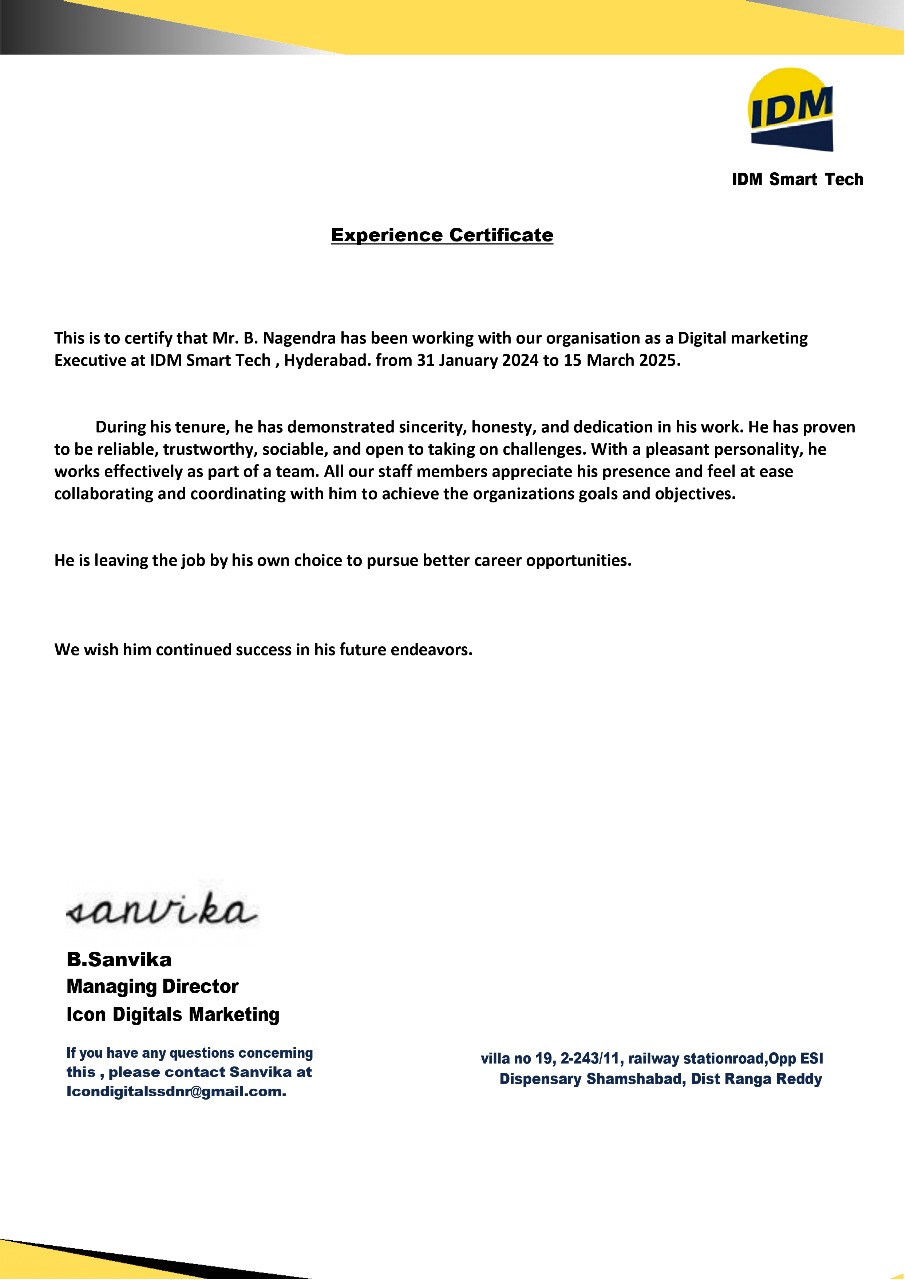 IDM
IDM Smart Tech
Experience Certificate
This is to certify that Mr. B. Nagendra has been working with our organisation as a Digital marketing
Executive at IDM Smart Tech , Hyderabad. from 31 January 2024 to 15 March 2025.
During his tenure, he has demonstrated sincerity, honesty, and dedication in his work. He has proven
to be reliable, trustworthy, sociable, and open to taking on challenges. With a pleasant personality, he
works effectively as part of a team. All our staff members appreciate his presence and feel at ease
collaborating and coordinating with him to achieve the organizations goals and objectives.
He is leaving the job by his own choice to pursue better career opportunities.
We wish him continued success in his future endeavors.
sanvika
B.Sanvika
Managing Director
Icon Digitals Marketing
If you have any questions concerning
this , please contact Sanvika at
Icondigitalssdnr@gmail.com.
villa no 19, 2-243/11, railway stationroad,Opp ESI
Dispensary Shamshabad, Dist Ranga Reddy